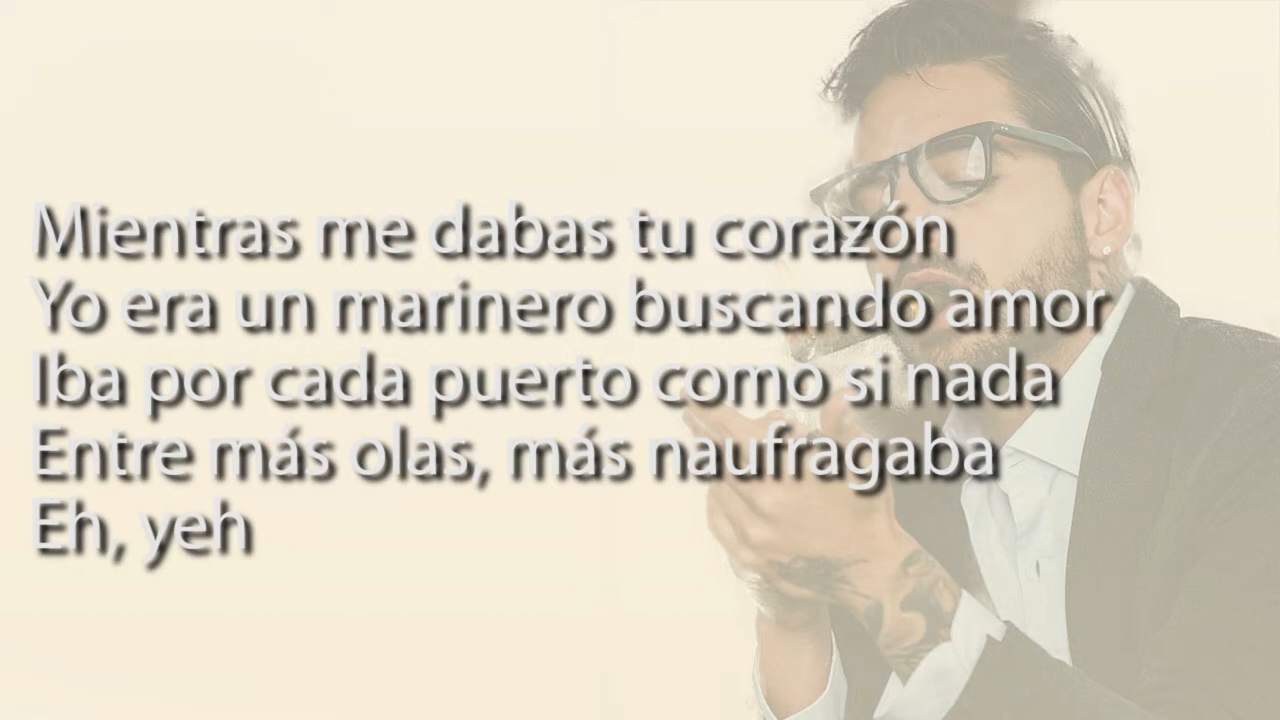 Mientras me dabas tu corazón
Yo era un marinero buscando amor
Iba por cada puerto como si nada
Entre más olas, más naufragaba
Eh, yeh